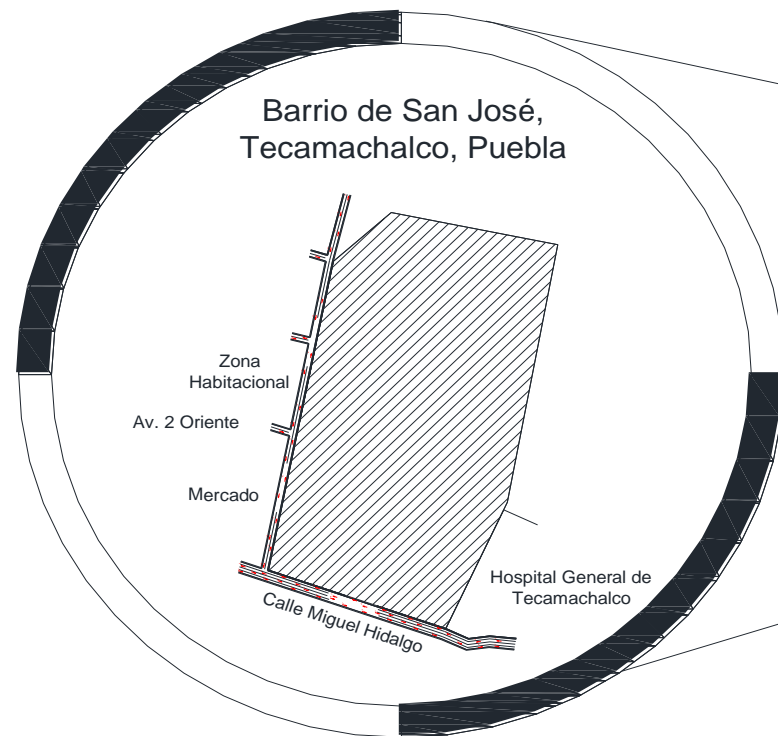 Barrio de San José,
Tecamachalco, Puebla
Zona
Habitacional
Av. 2 Oriente
Mercado
Hospital General de
Tecamachalco
Calle Miguel Hidalgo